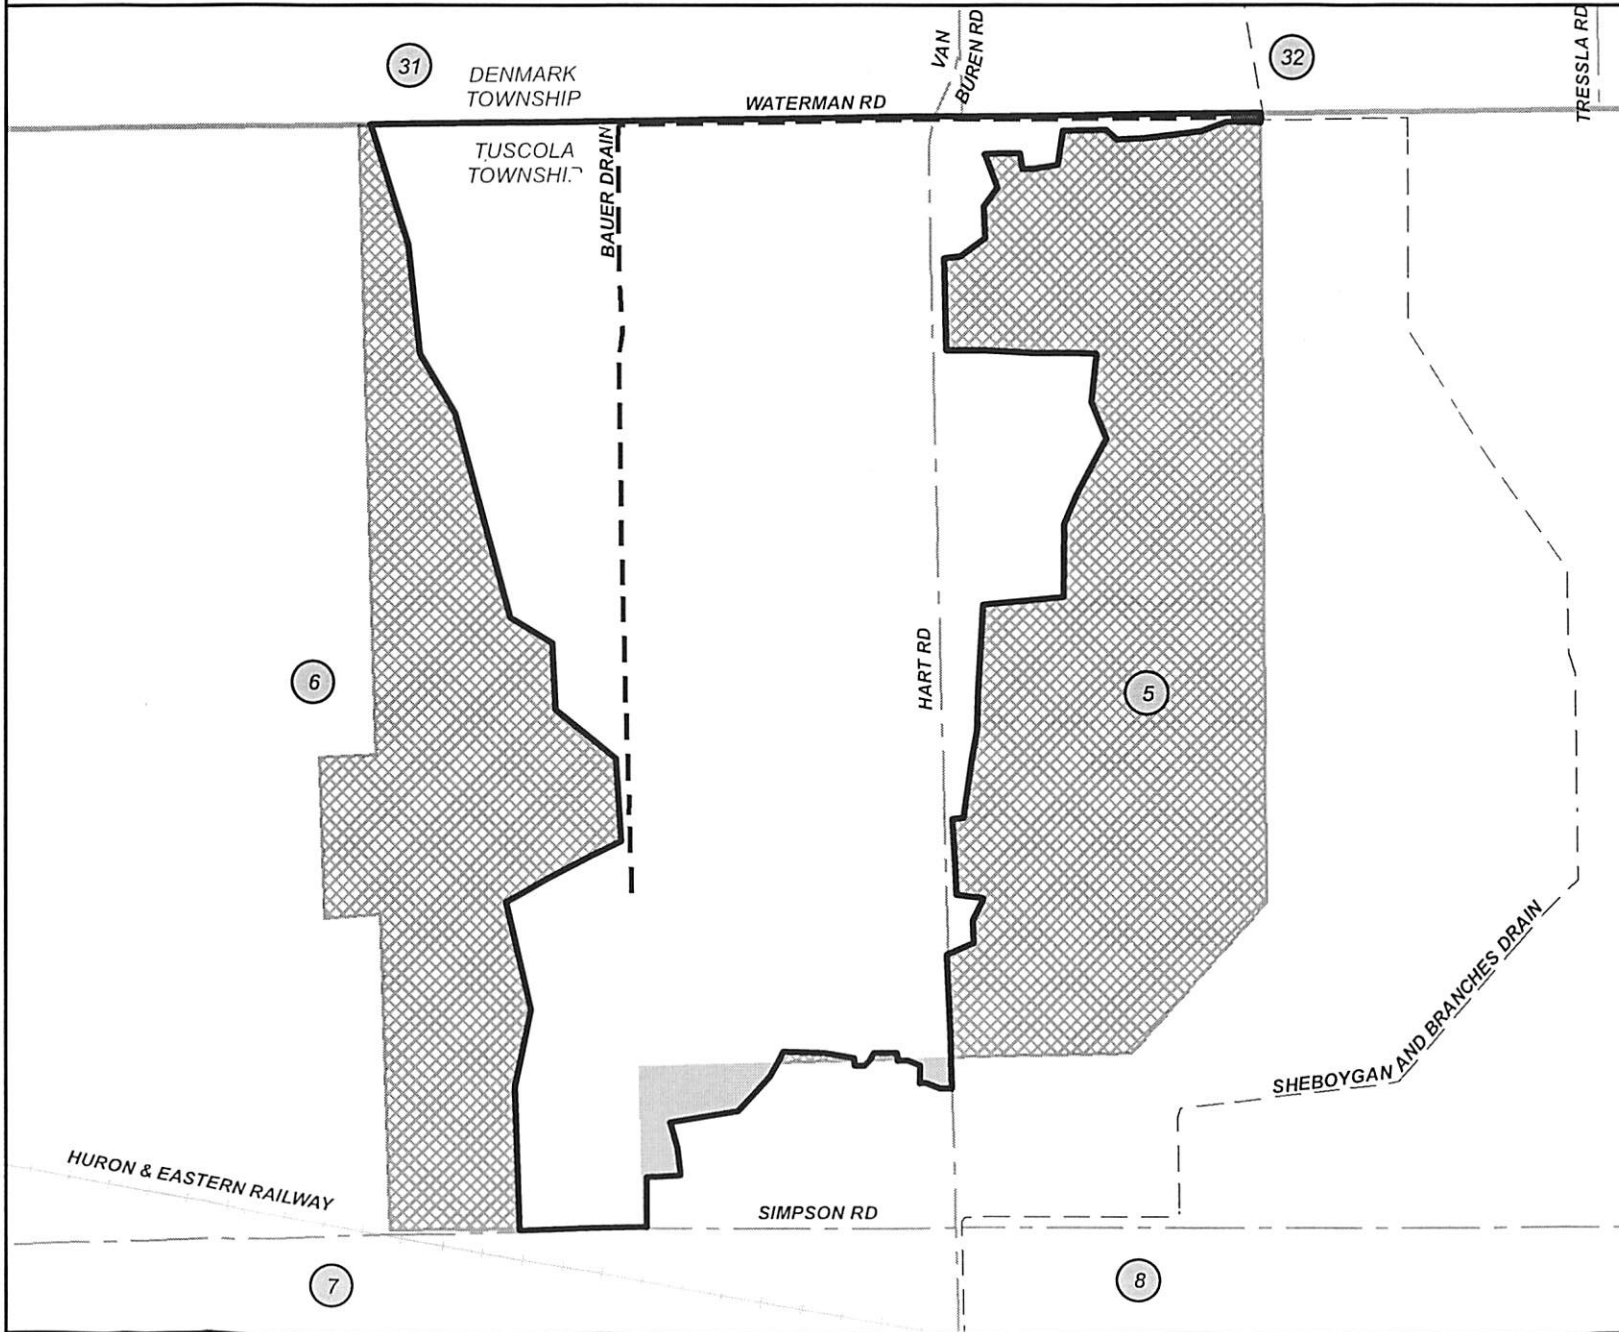 31
DENMARK
TOWNSHIP
VAN
BUREN RD
32
TRESSLA RD
WATERMAN RD
TUSCOLA
TOWNSHIP
BAUER DRAIN
6
HART RD
5
SHEBOYGAN AND BRANCHES DRAIN
HURON & EASTERN RAILWAY
SIMPSON RD
7
8